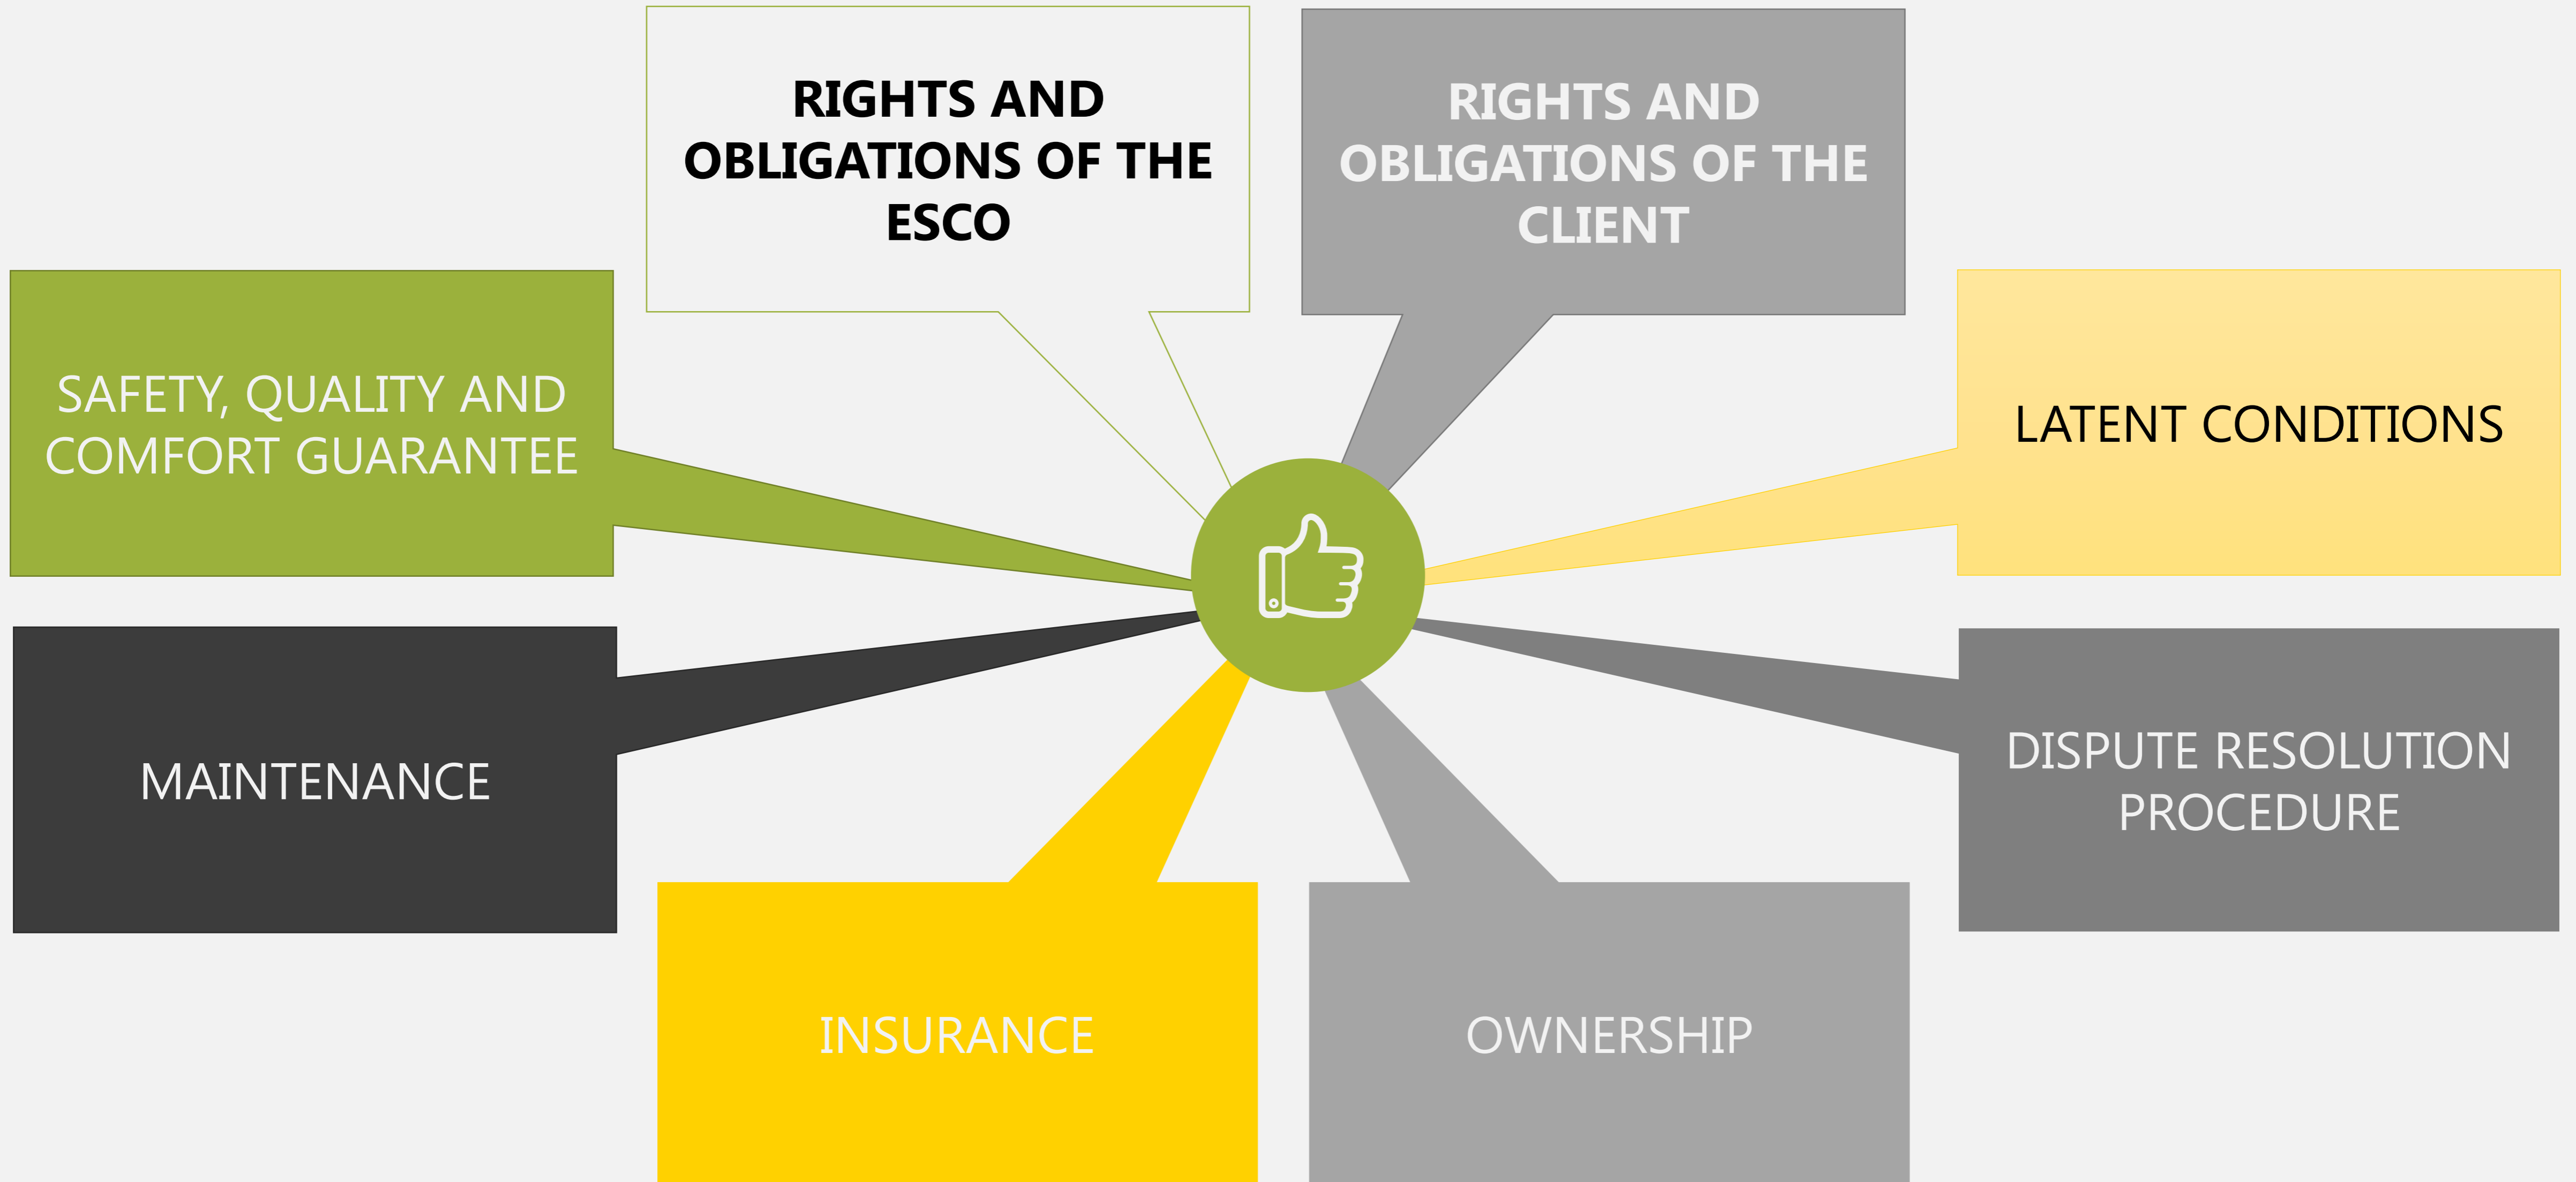 RIGHTS AND
OBLIGATIONS OF THE
ESCO
RIGHTS AND
OBLIGATIONS OF THE
CLIENT
SAFETY, QUALITY AND
COMFORT GUARANTEE
LATENT CONDITIONS
MAINTENANCE
DISPUTE RESOLUTION
PROCEDURE
INSURANCE
OWNERSHIP